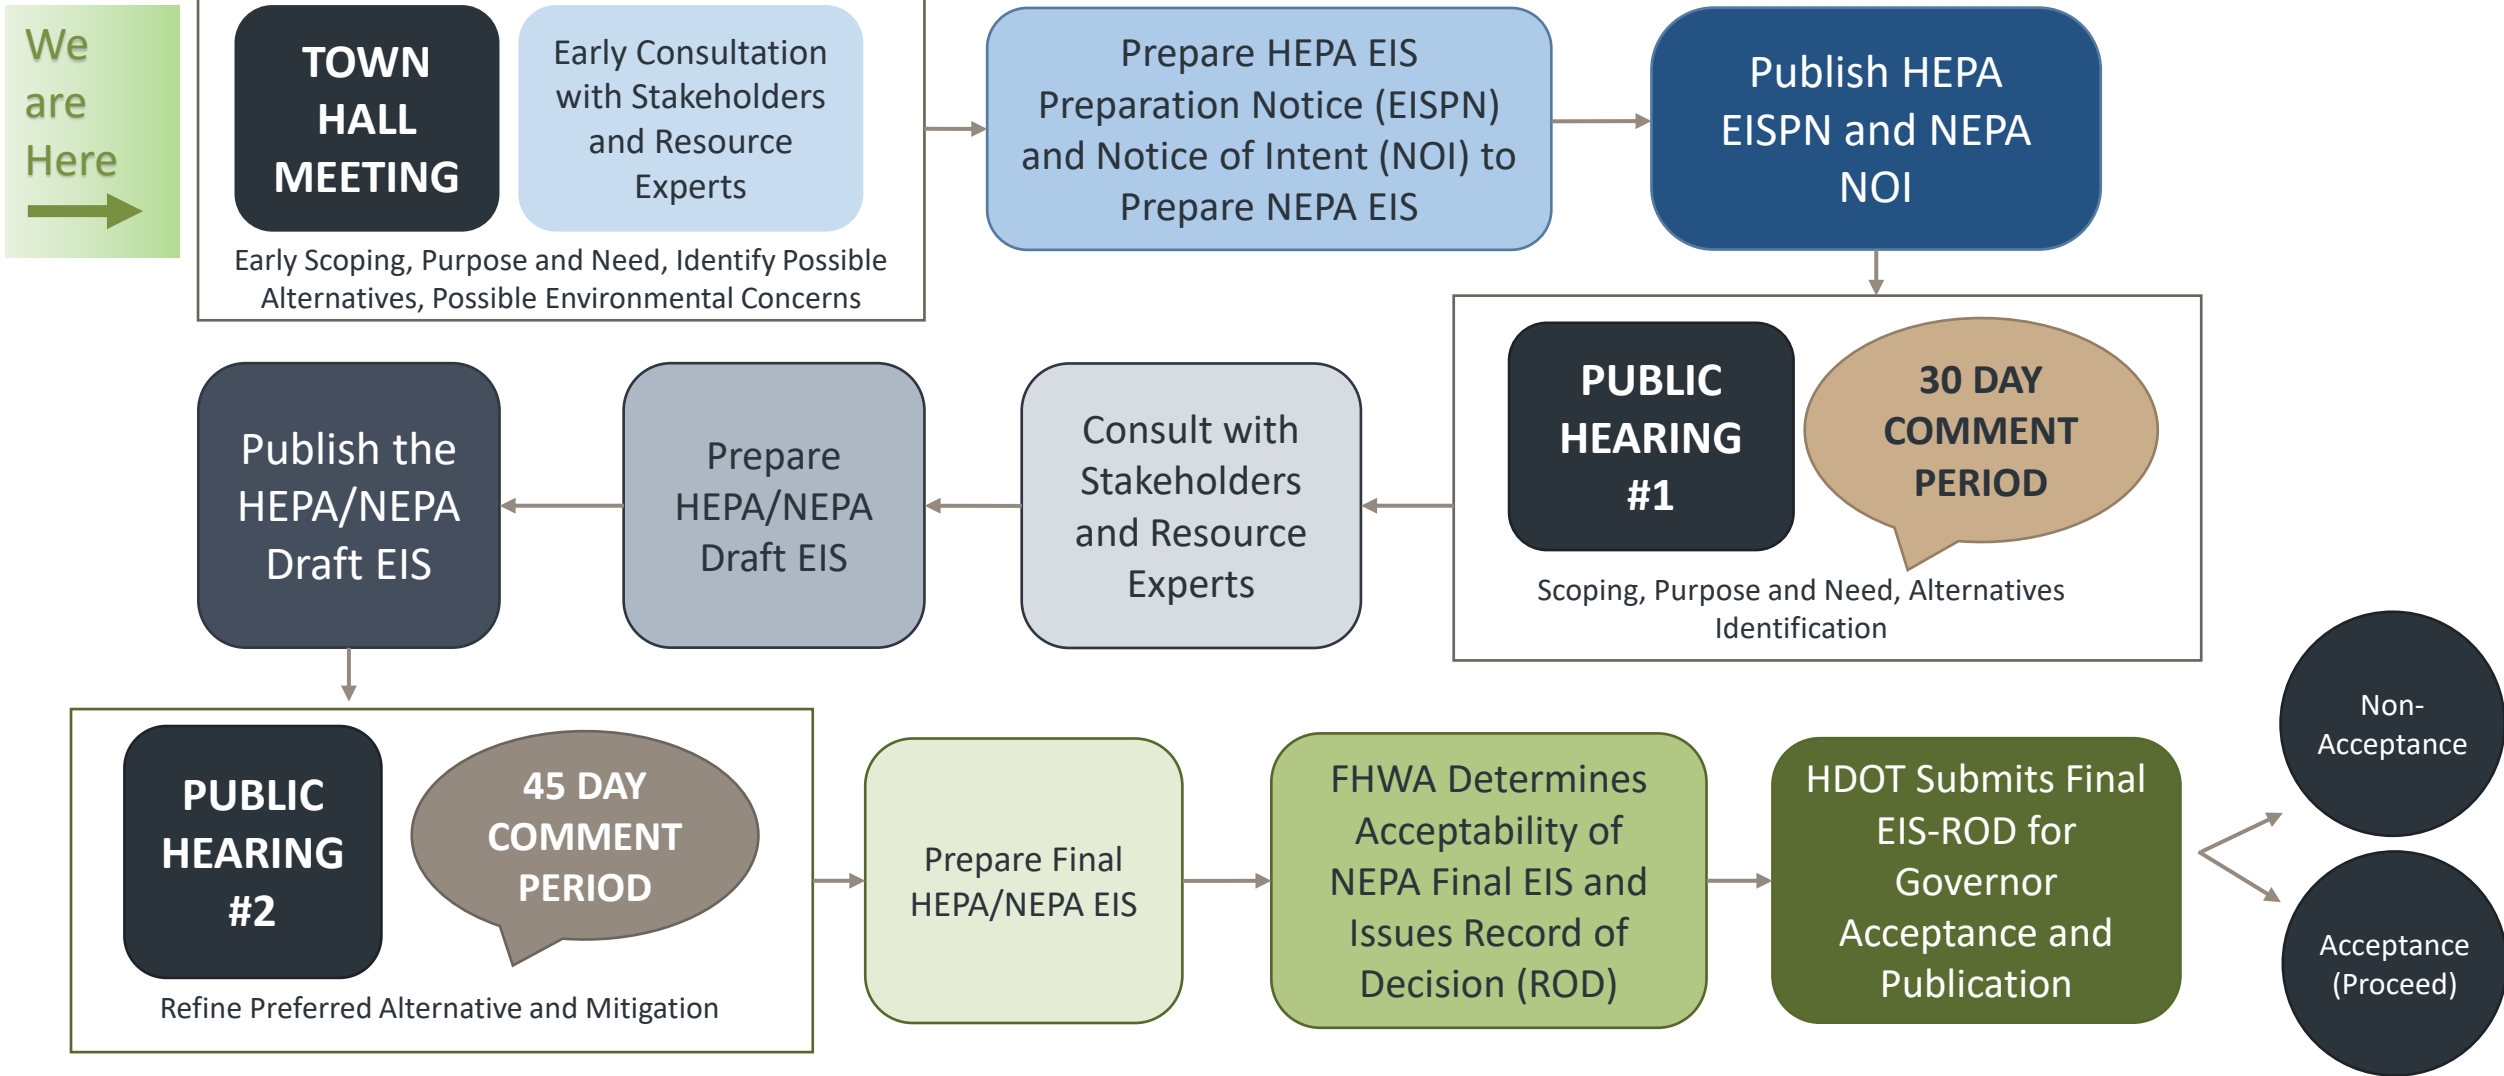 We
are
Here
TOWN
HALL
MEETING
Early Consultation
with Stakeholders
and Resource
Experts
Early Scoping, Purpose and Need, Identify Possible
Alternatives, Possible Environmental Concerns
Prepare HEPA EIS
Preparation Notice (EISPN)
and Notice of Intent (NOI) to
Prepare NEPA EIS
Publish HEPA
EISPN and NEPA
NOI
PUBLIC
HEARING
#1
30 DAY
COMMENT
PERIOD
Scoping, Purpose and Need, Alternatives
Identification
Consult with
Stakeholders
and Resource
Experts
Prepare
HEPA/NEPA
Draft EIS
Publish the
HEPA/NEPA
Draft EIS
PUBLIC
HEARING
#2
45 DAY
COMMENT
PERIOD
Refine Preferred Alternative and Mitigation
Prepare Final
HEPA/NEPA EIS
FHWA Determines
Acceptability of
NEPA Final EIS and
Issues Record of
Decision (ROD)
HDOT Submits Final
EIS-ROD for
Governor
Acceptance and
Publication
Non-
Acceptance
Acceptance
(Proceed)